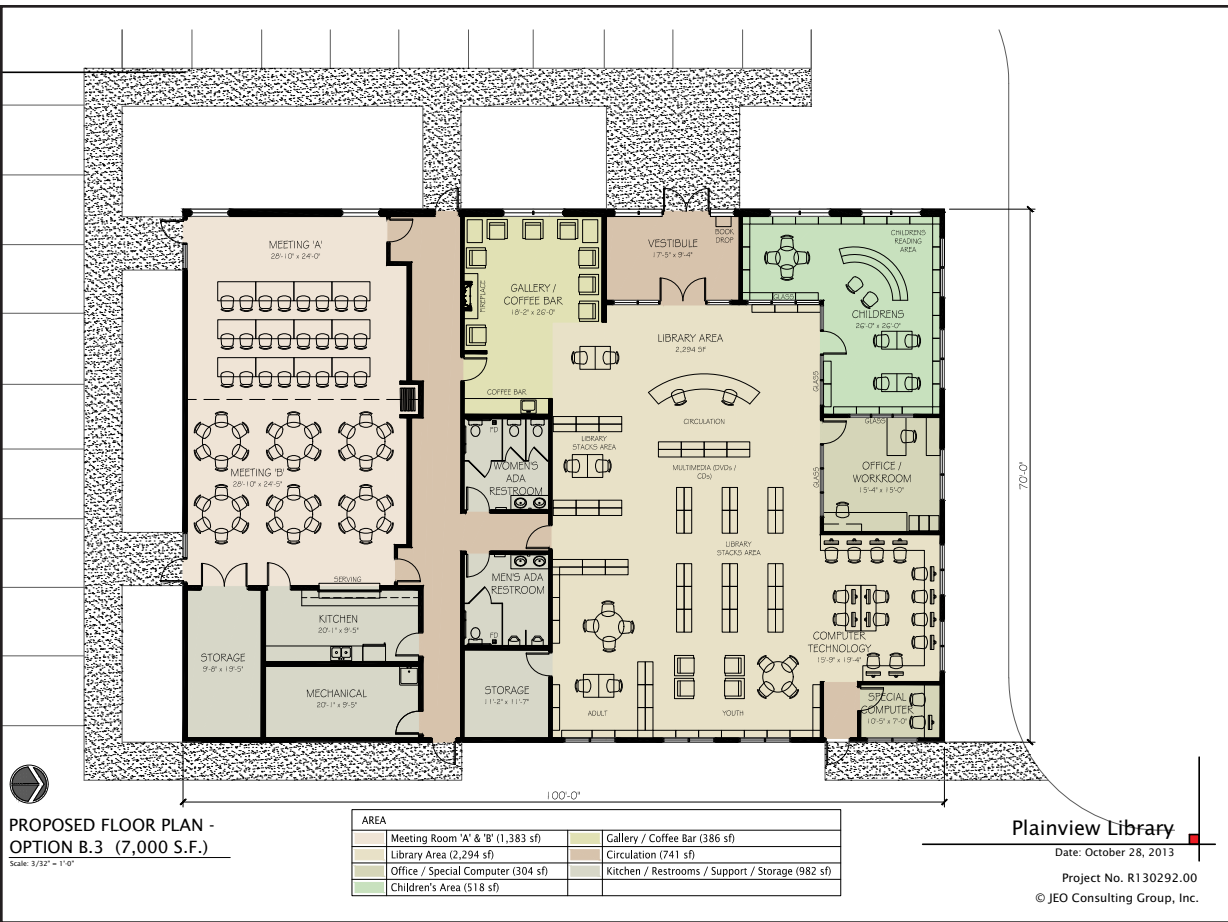 MEETING 'A'
28'-10" x 24'-0"
GALLERY /
COFFEE BAR
18'-2" x 26'-0"
FIREPLACE
COFFEE BAR
VESTIBULE
17'-5" x 9'-4"
BOOK
DROP
CHILDRENS
READING
AREA
GLASS
CHILDRENS
26'-0" x 26'-0"
GLASS
LIBRARY AREA
2,294 SF
CIRCULATION
LIBRARY
STACKS AREA
MULTIMEDIA (DVDs /
CDs)
GLASS
GLASS
OFFICE /
WORKROOM
15'-4" x 15'-0"
MEETING 'B'
28'-10" x 24'-5"
FD
WOMEN'S
ADA
RESTROOM
LIBRARY
STACKS AREA
SERVING
MEN'S ADA
RESTROOM
FD
KITCHEN
20'-1" x 9'-5"
STORAGE
9'-8" x 19'-5"
MECHANICAL
20'-1" x 9'-5"
STORAGE
11'-2" x 11'-7"
ADULT
YOUTH
COMPUTER
TECHNOLOGY
15'-9" x 19'-4"
SPECIAL
COMPUTER
10'-5" x 7'-0"
70'-0"
100'-0"
PROPOSED FLOOR PLAN -
OPTION B.3 (7,000 S.F.)
Scale: 3/32" = 1'-0"
AREA
Meeting Room 'A' & 'B' (1,383 sf)
Gallery / Coffee Bar (386 sf)
Library Area (2,294 sf)
Circulation (741 sf)
Office / Special Computer (304 sf)
Kitchen / Restrooms / Support / Storage (982 sf)
Children's Area (518 sf)
Plainview Library
Date: October 28, 2013
Project No. R130292.00
© JEO Consulting Group, Inc.